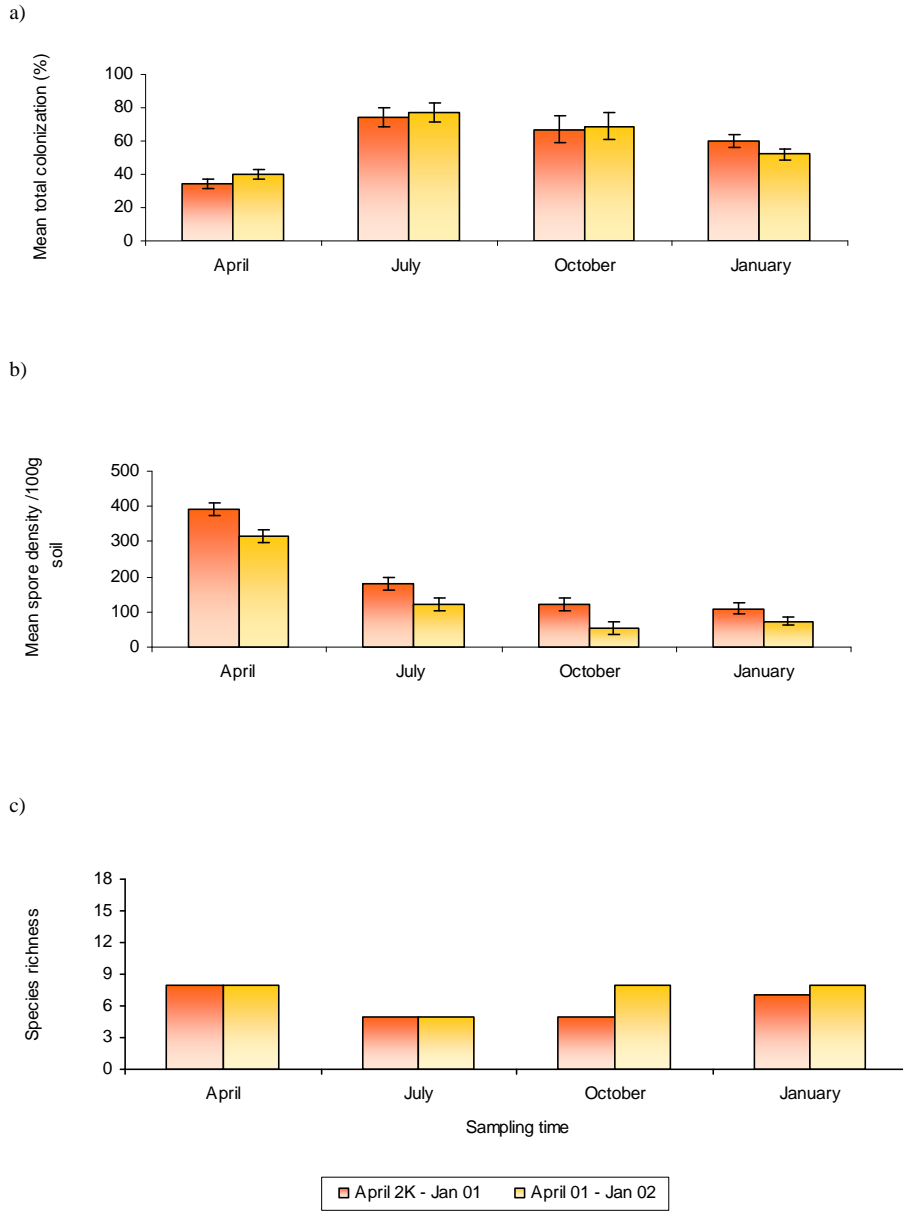 a)
Mean total colonization (%)
100
80
60
40
20
0
April July October January
b)
Mean spore density /100g
soil
500
400
300
200
100
0
April July October January
c)
Species richness
18
15
12
9
6
3
0
April July October January
Sampling time
April 2K - Jan 01 April 01 - Jan 02